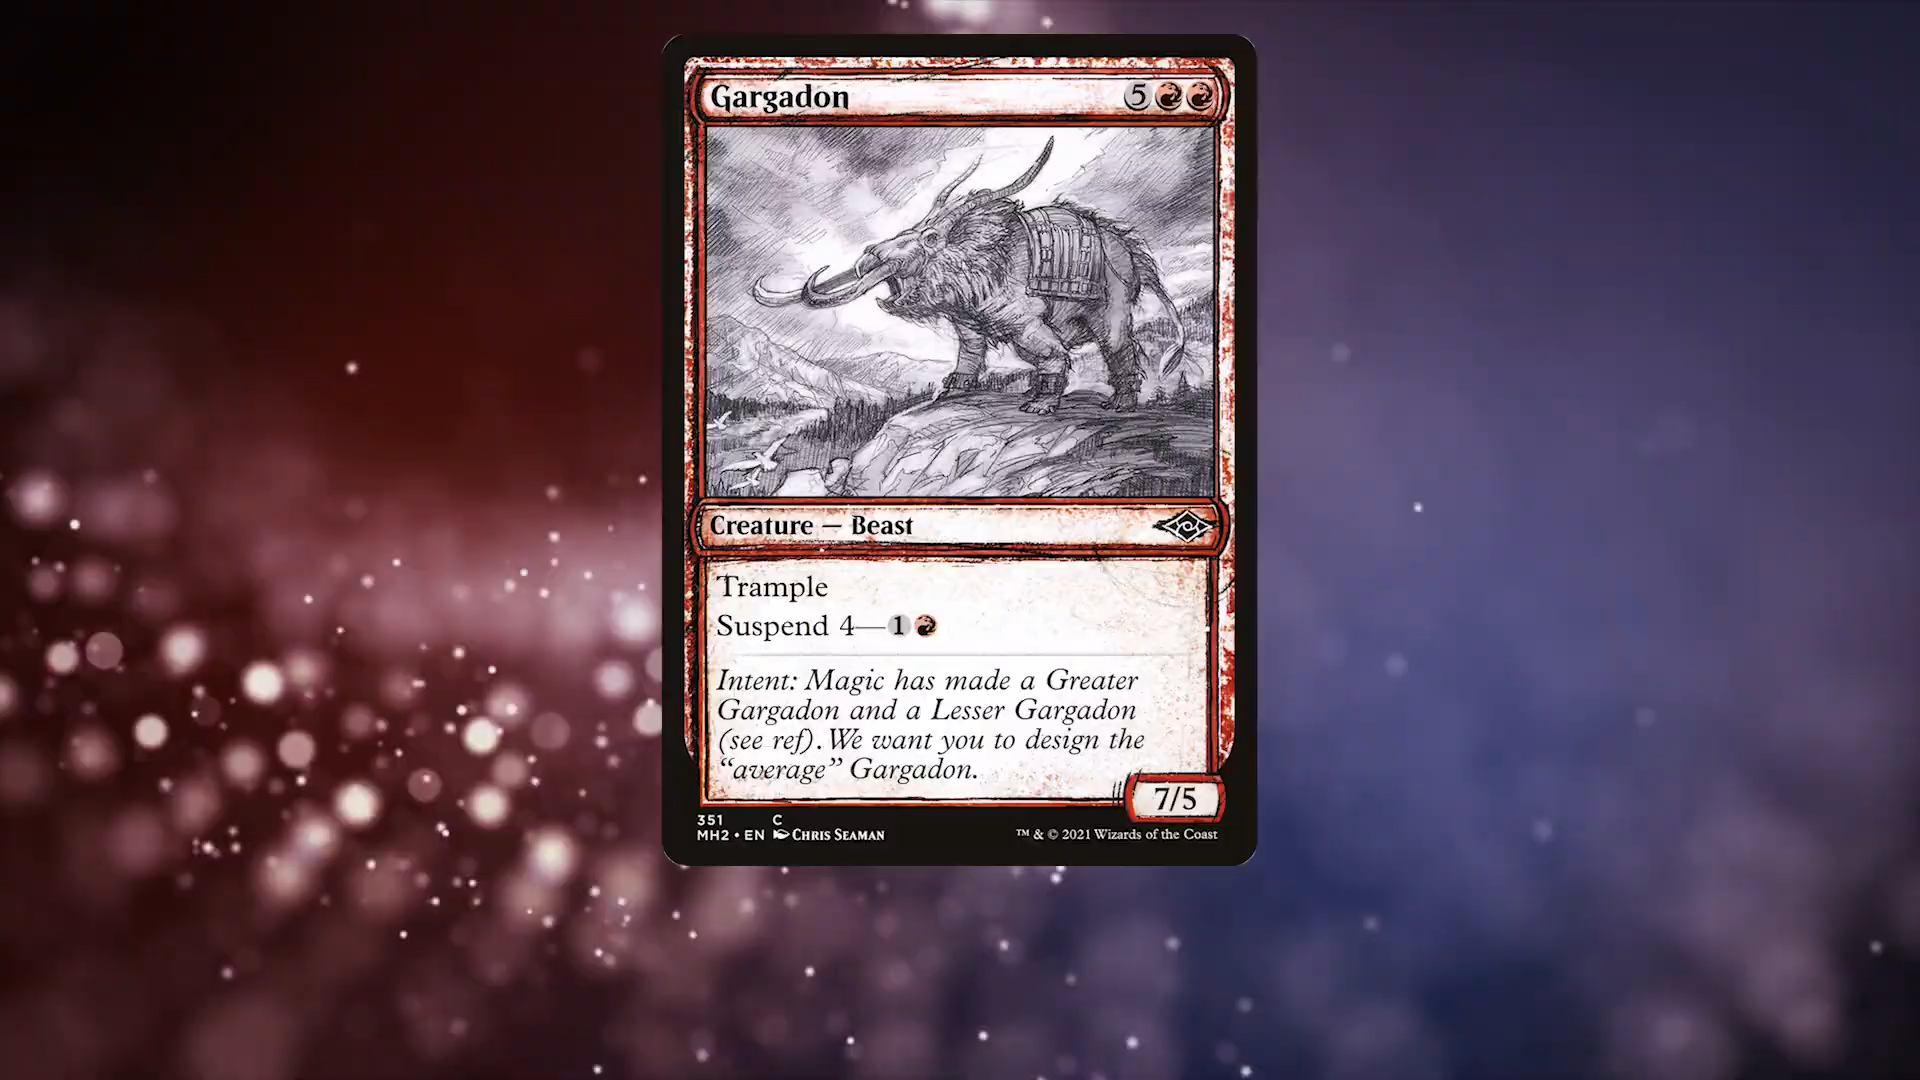 Gargadon 5
Creature — Beast
Trample
Suspend 4—1
Intent: Magic has made a Greater
Gargadon and a Lesser Gargadon
(see ref). We want you to design the
“average” Gargadon.
7/5
351 C
MH2 • EN Chris Seaman
™ & © 2021 Wizards of the Coast